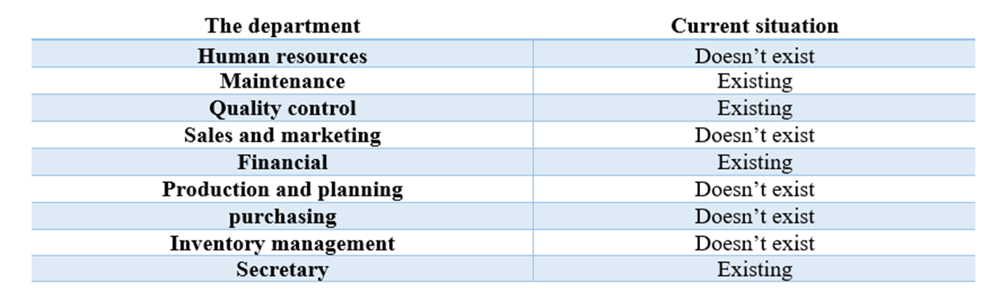 The department Current situation
Human resources Doesn’t exist
Maintenance Existing
Quality control Existing
Sales and marketing Doesn’t exist
Financial Existing
Production and planning Doesn’t exist
purchasing Doesn’t exist
Inventory management Doesn’t exist
Secretary Existing